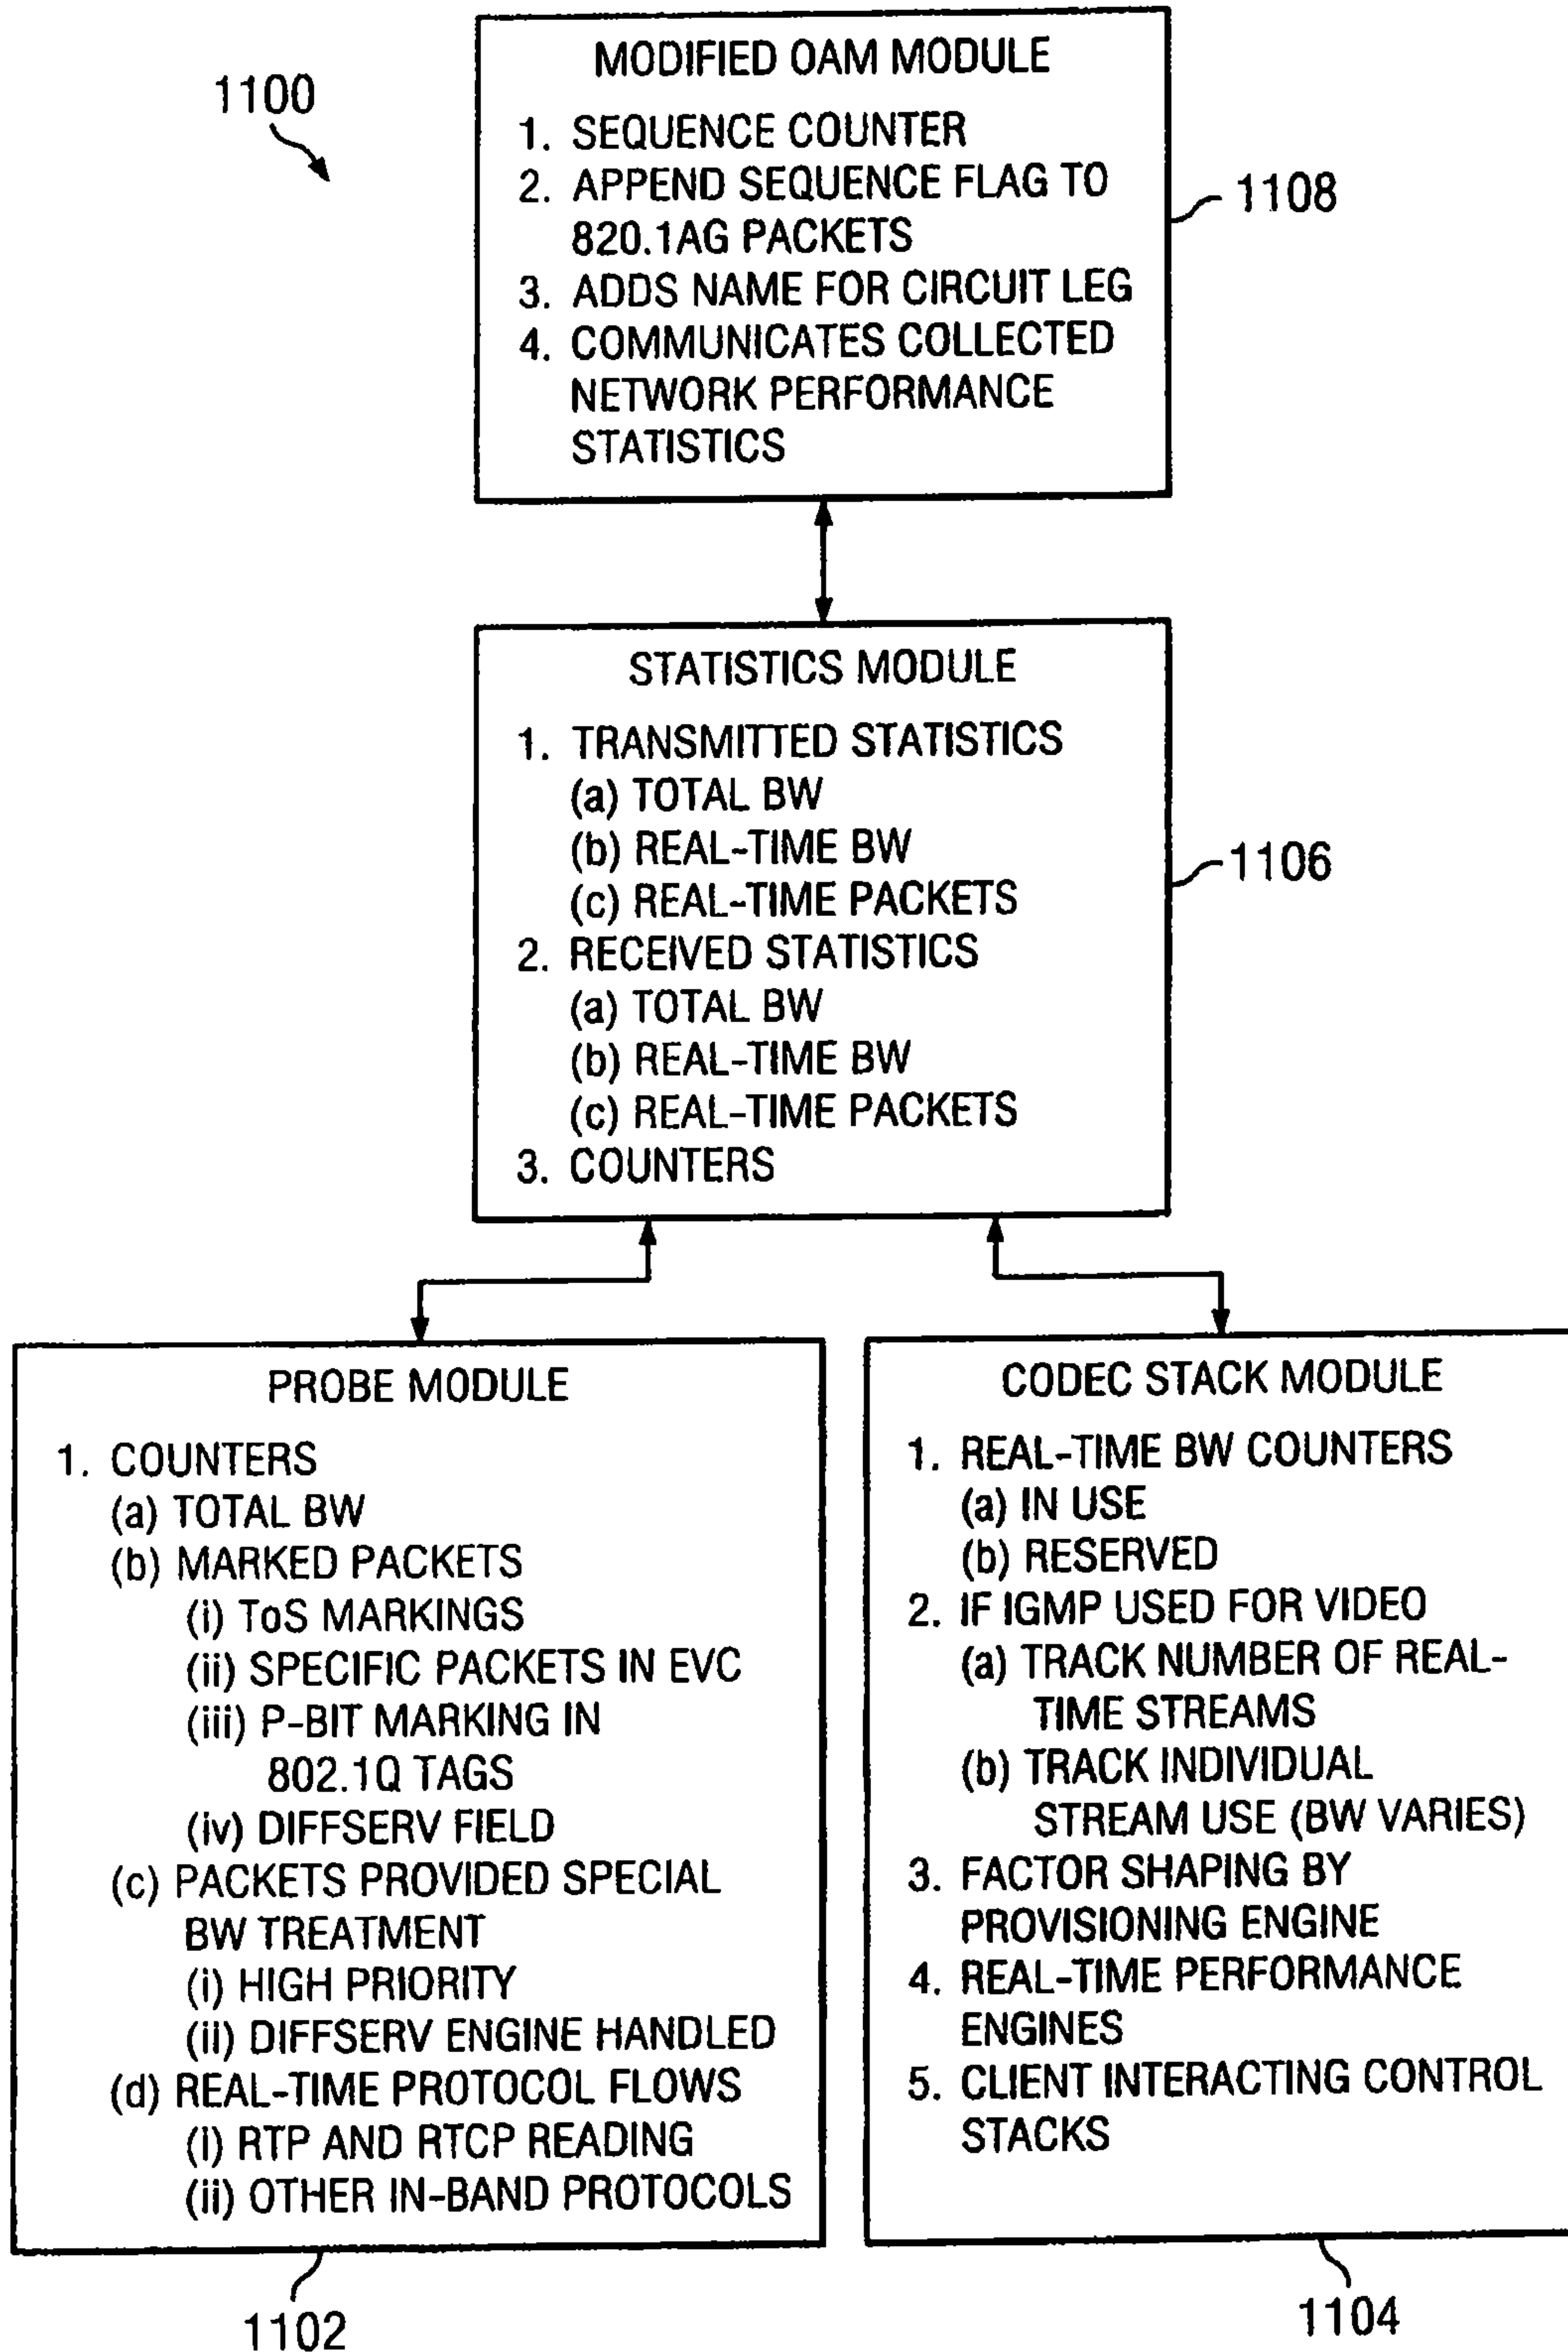 1100
MODIFIED OAM MODULE
1. SEQUENCE COUNTER
2. APPEND SEQUENCE FLAG TO
820.1AG PACKETS
3. ADDS NAME FOR CIRCUIT LEG
4. COMMUNICATES COLLECTED
NETWORK PERFORMANCE
STATISTICS
1108
STATISTICS MODULE
1. TRANSMITTED STATISTICS
(a) TOTAL BW
(b) REAL-TIME BW
(c) REAL-TIME PACKETS
2. RECEIVED STATISTICS
(a) TOTAL BW
(b) REAL-TIME BW
(c) REAL-TIME PACKETS
3. COUNTERS
1106
PROBE MODULE
1. COUNTERS
(a) TOTAL BW
(b) MARKED PACKETS
(i) ToS MARKINGS
(ii) SPECIFIC PACKETS IN EVC
(iii) P-BIT MARKING IN
802.1Q TAGS
(iv) DIFFSERV FIELD
(c) PACKETS PROVIDED SPECIAL
BW TREATMENT
(i) HIGH PRIORITY
(ii) DIFFSERV ENGINE HANDLED
(d) REAL-TIME PROTOCOL FLOWS
(i) RTP AND RTCP READING
(ii) OTHER IN-BAND PROTOCOLS
1102
CODEC STACK MODULE
1. REAL-TIME BW COUNTERS
(a) IN USE
(b) RESERVED
2. IF IGMP USED FOR VIDEO
(a) TRACK NUMBER OF REAL-
TIME STREAMS
(b) TRACK INDIVIDUAL
STREAM USE (BW VARIES)
3. FACTOR SHAPING BY
PROVISIONING ENGINE
4. REAL-TIME PERFORMANCE
ENGINES
5. CLIENT INTERACTING CONTROL
STACKS
1104